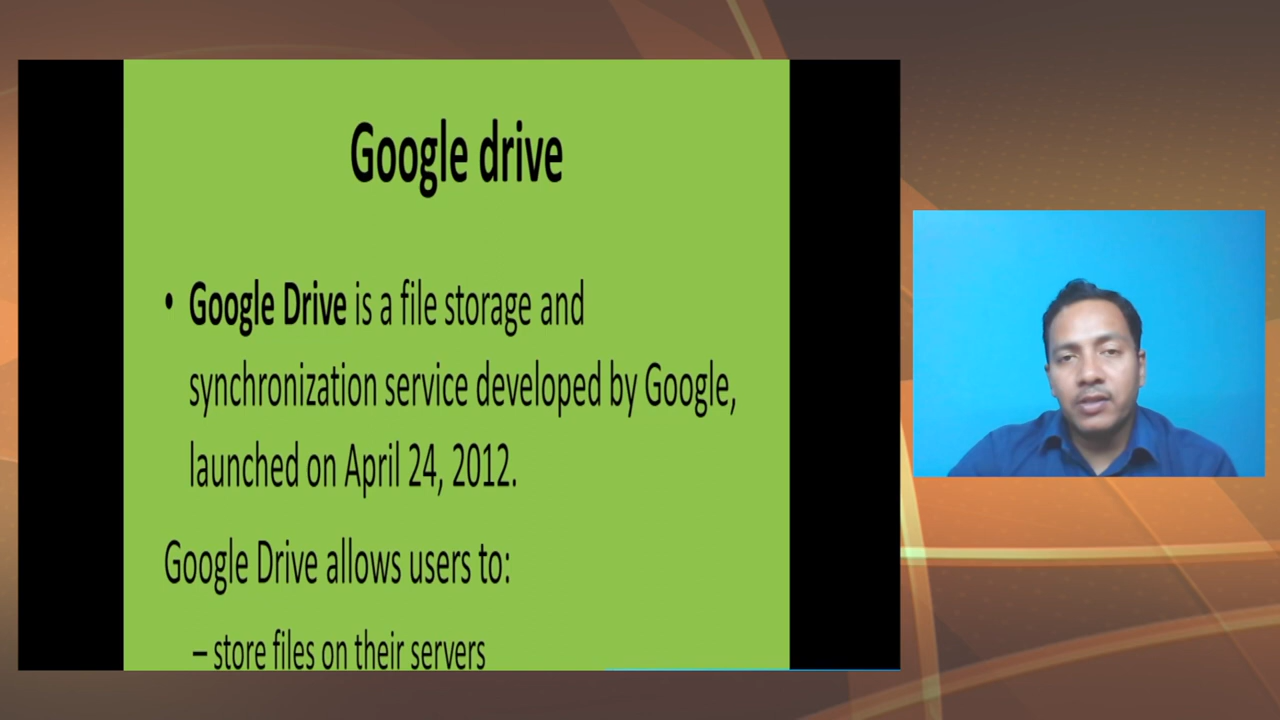 Google drive
• Google Drive is a file storage and
synchronization service developed by Google,
launched on April 24, 2012.
Google Drive allows users to:
– store files on their servers